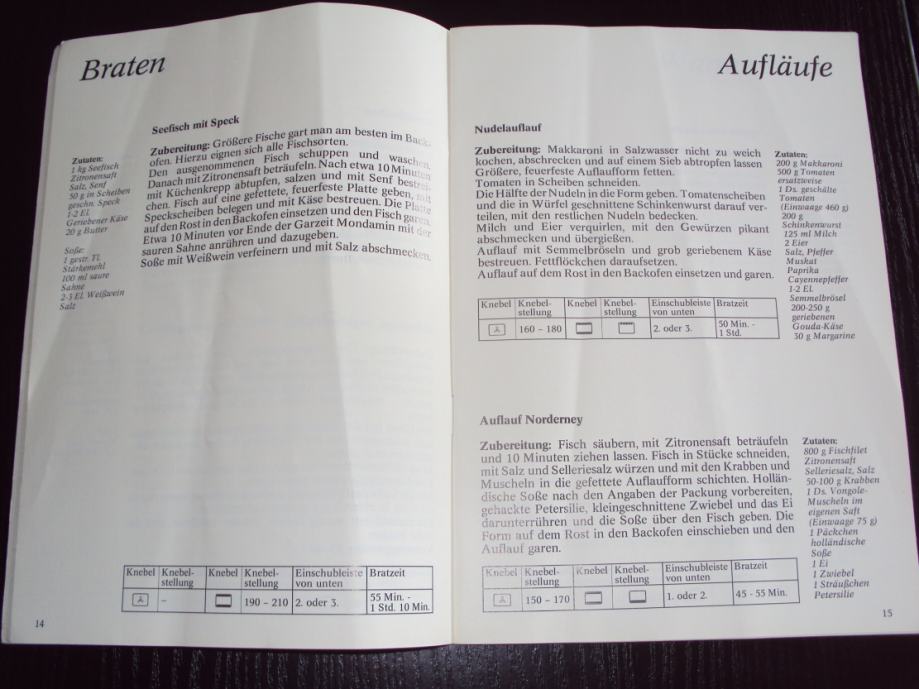 Braten
Seefisch mit Speck
Zutaten:
1 kg Seefisch
Zitronensaft
Salz, Senf
50 g in Scheiben
geschn. Speck
1-2 EL
Geriebener Käse
20 g Butter
Soße:
1 gestr. TL
Stärkemehl
100 ml saure
Sahne
2-3 EL Weißwein
Salz
Zubereitung: Größere Fische gart man am besten im Back-
ofen. Hierzu eignen sich alle Fischsorten.
Den ausgenommenen Fisch schuppen und waschen.
Danach mit Zitronensaft beträufeln. Nach etwa 10 Minuten
mit Küchenkrepp abtupfen, salzen und mit Senf bestrei-
chen. Fisch auf eine gefettete, feuerfeste Platte geben, mit
Speckscheiben belegen und mit Käse bestreuen. Die Platte
auf den Rost in den Backofen einsetzen und den Fisch garen.
Etwa 10 Minuten vor Ende der Garzeit Mondamin mit der
sauren Sahne anrühren und dazugeben.
Soße mit Weißwein verfeinern und mit Salz abschmecken.
Knebel Knebel- Knebel Knebel- Einschubleiste Bratzeit
stellung stellung von unten
– 190 – 210 2. oder 3. 55 Min. -
1 Std. 10 Min.
14
Aufläufe
Nudelauflauf
Zubereitung: Makkaroni in Salzwasser nicht zu weich
kochen, abschrecken und auf einem Sieb abtropfen lassen
Größere, feuerfeste Auflaufform fetten.
Tomaten in Scheiben schneiden.
Die Hälfte der Nudeln in die Form geben. Tomatenscheiben
und die in Würfel geschnittene Schinkenwurst darauf ver-
teilen, mit den restlichen Nudeln bedecken.
Milch und Eier verquirlen, mit den Gewürzen pikant
abschmecken und übergießen.
Auflauf mit Semmelbröseln und grob geriebenem Käse
bestreuen. Fettflöckchen daraufsetzen.
Auflauf auf dem Rost in den Backofen einsetzen und garen.
Zutaten:
200 g Makkaroni
500 g Tomaten
ersatzweise
1 Ds. geschälte
Tomaten
(Einwaage 460 g)
200 g
Schinkenwurst
125 ml Milch
2 Eier
Salz, Pfeffer
Muskat
Paprika
Cayennepfeffer
1-2 EL
Semmelbrösel
200-250 g
geriebenen
Gouda-Käse
30 g Margarine
Knebel Knebel- Knebel Knebel- Einschubleiste Bratzeit
stellung stellung von unten
160 – 180 2. oder 3. 50 Min. -
1 Std.
Auflauf Norderney
Zubereitung: Fisch säubern, mit Zitronensaft beträufeln
und 10 Minuten ziehen lassen. Fisch in Stücke schneiden,
mit Salz und Selleriesalz würzen und mit den Krabben und
Muscheln in die gefettete Auflaufform schichten. Hollän-
dische Soße nach den Angaben der Packung vorbereiten,
gehackte Petersilie, kleingeschnittene Zwiebel und das Ei
darunterrühren und die Soße über den Fisch geben. Die
Form auf dem Rost in den Backofen einschieben und den
Auflauf garen.
Zutaten:
800 g Fischfilet
Zitronensaft
Selleriesalz, Salz
50-100 g Krabben
1 Ds. Vongole-
Muscheln im
eigenen Saft
(Einwaage 75 g)
1 Päckchen
holländische
Soße
1 Ei
1 Zwiebel
1 Sträußchen
Petersilie
Knebel Knebel- Knebel Knebel- Einschubleiste Bratzeit
stellung stellung von unten
150 – 170 1. oder 2. 45 - 55 Min.
15